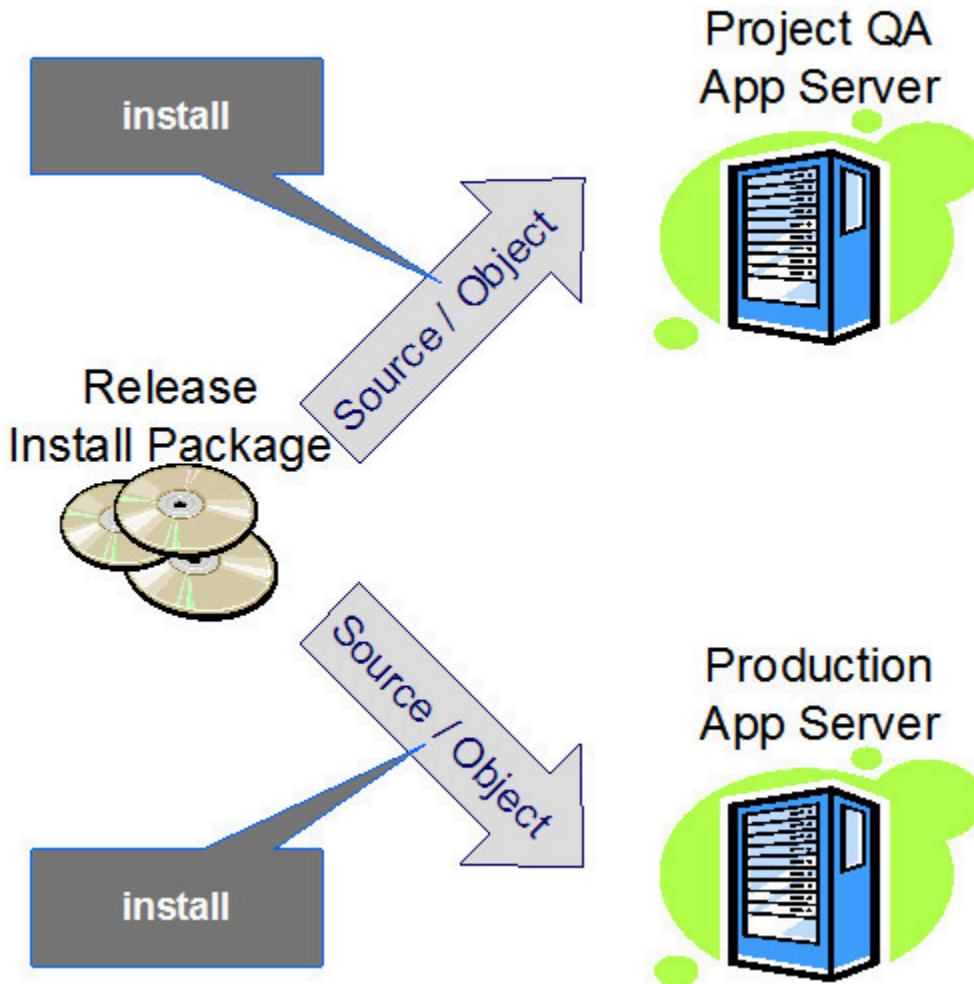 Project QA
App Server
install
Source / Object
Release
Install Package
Source / Object
Production
App Server
install